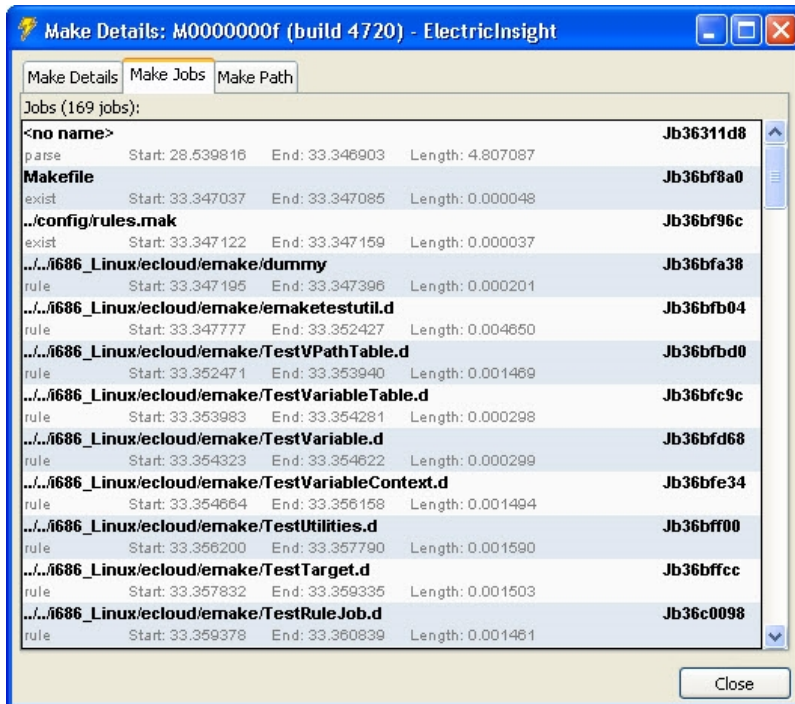 Make Details: M0000000f (build 4720) - ElectricInsight
Make Details Make Jobs Make Path
Jobs (169 jobs):
<no name> Jb36311d8
parse Start: 28.539816 End: 33.346903 Length: 4.807087
Makefile Jb36bf8a0
exist Start: 33.347037 End: 33.347085 Length: 0.000048
../config/rules.mak Jb36bf96c
exist Start: 33.347122 End: 33.347159 Length: 0.000037
../../i686_Linux/ecloud/emake/dummy Jb36bfa38
rule Start: 33.347195 End: 33.347396 Length: 0.000201
../../i686_Linux/ecloud/emake/emaketestutil.d Jb36bfb04
rule Start: 33.347777 End: 33.352427 Length: 0.004650
../../i686_Linux/ecloud/emake/TestVPathTable.d Jb36bfbd0
rule Start: 33.352471 End: 33.353940 Length: 0.001469
../../i686_Linux/ecloud/emake/TestVariableTable.d Jb36bfc9c
rule Start: 33.353983 End: 33.354281 Length: 0.000298
../../i686_Linux/ecloud/emake/TestVariable.d Jb36bfd68
rule Start: 33.354323 End: 33.354622 Length: 0.000299
../../i686_Linux/ecloud/emake/TestVariableContext.d Jb36bfe34
rule Start: 33.354664 End: 33.356158 Length: 0.001494
../../i686_Linux/ecloud/emake/TestUtilities.d Jb36bff00
rule Start: 33.356200 End: 33.357790 Length: 0.001590
../../i686_Linux/ecloud/emake/TestTarget.d Jb36bffcc
rule Start: 33.357832 End: 33.359335 Length: 0.001503
../../i686_Linux/ecloud/emake/TestRuleJob.d Jb36c0098
rule Start: 33.359378 End: 33.360839 Length: 0.001461
Close